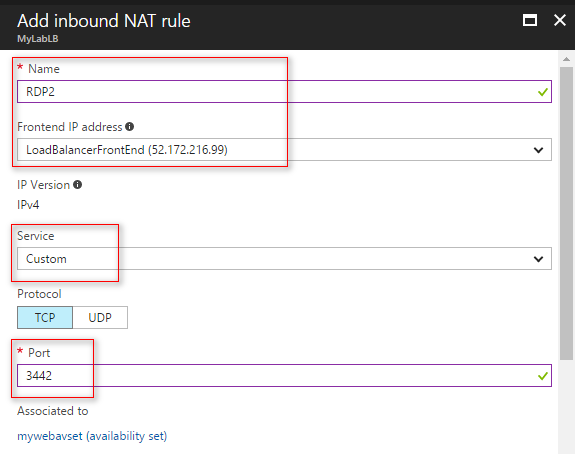 Add inbound NAT rule
MyLabLB
* Name
RDP2
Frontend IP address
LoadBalancerFrontEnd (52.172.216.99)
IP Version
IPv4
Service
Custom
Protocol
TCP UDP
* Port
3442
Associated to
mywebavset (availability set)